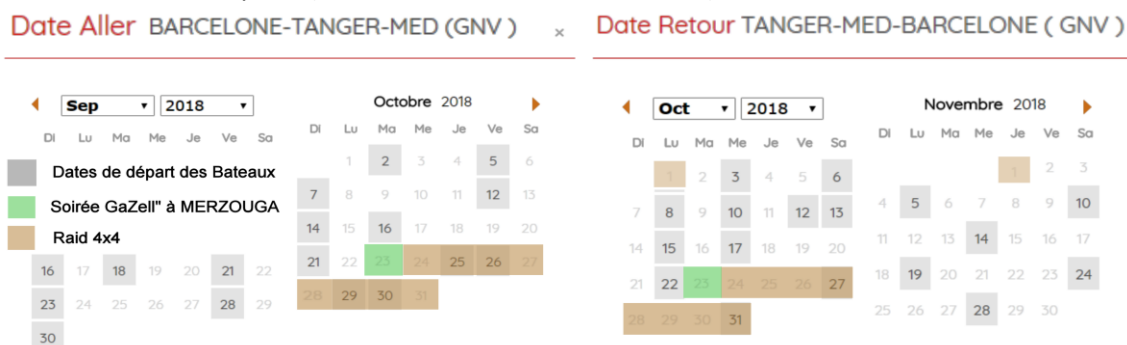 Date Aller BARCELONE-TANGER-MED (GNV ) ×
Sep 2018
Di Lu Ma Me Je Ve Sa
Dates de départ des Bateaux
Soirée GaZell" à MERZOUGA
Raid 4x4
16 17 18 19 20 21 22
23 24 25 26 27 28 29
30
Octobre 2018
Di Lu Ma Me Je Ve Sa
1 2 3 4 5 6
7 8 9 10 11 12 13
14 15 16 17 18 19 20
21 22 23 24 25 26 27
28 29 30 31
Date Retour TANGER-MED-BARCELONE ( GNV )
Oct 2018
Di Lu Ma Me Je Ve Sa
1 2 3 4 5 6
7 8 9 10 11 12 13
14 15 16 17 18 19 20
21 22 23 24 25 26 27
28 29 30 31
Novembre 2018
Di Lu Ma Me Je Ve Sa
1 2 3
4 5 6 7 8 9 10
11 12 13 14 15 16 17
18 19 20 21 22 23 24
25 26 27 28 29 30